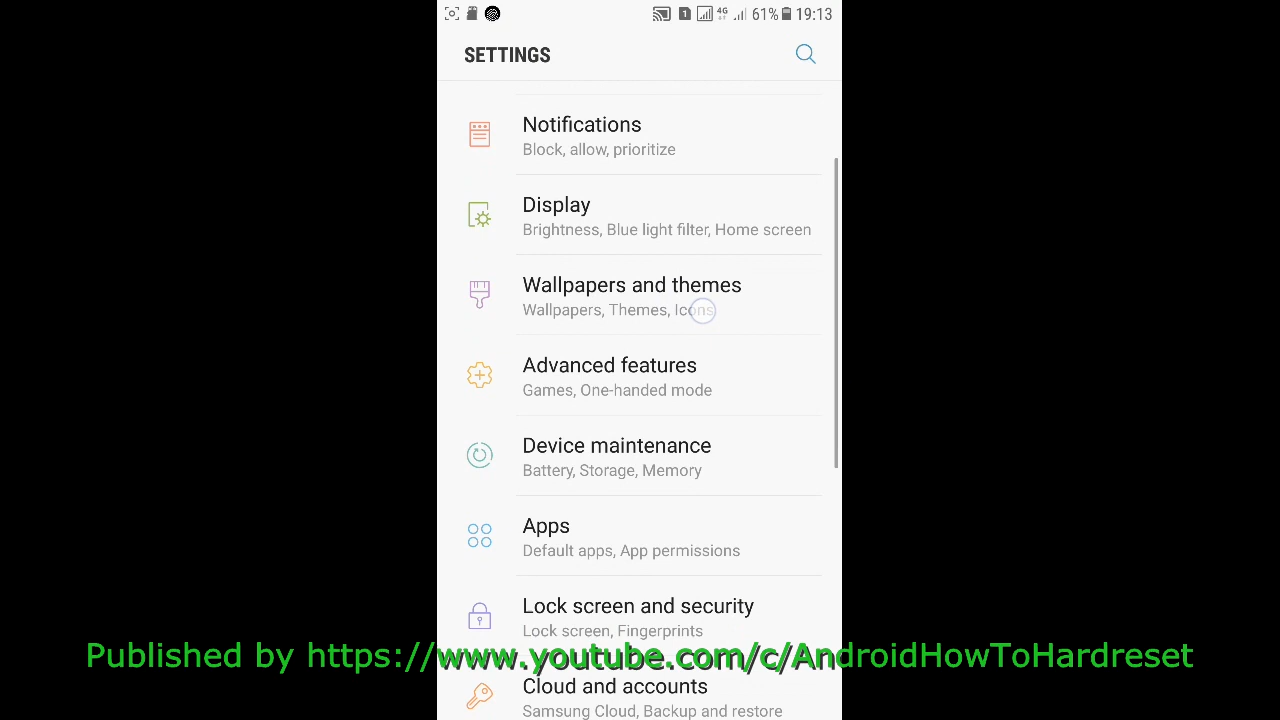 1 4G 61% 19:13
SETTINGS
Notifications
Block, allow, prioritize
Display
Brightness, Blue light filter, Home screen
Wallpapers and themes
Wallpapers, Themes, Icons
Advanced features
Games, One-handed mode
Device maintenance
Battery, Storage, Memory
Apps
Default apps, App permissions
Lock screen and security
Lock screen, Fingerprints
Published by https://www.youtube.com/c/AndroidHowToHardreset
Cloud and accounts
Samsung Cloud, Backup and restore